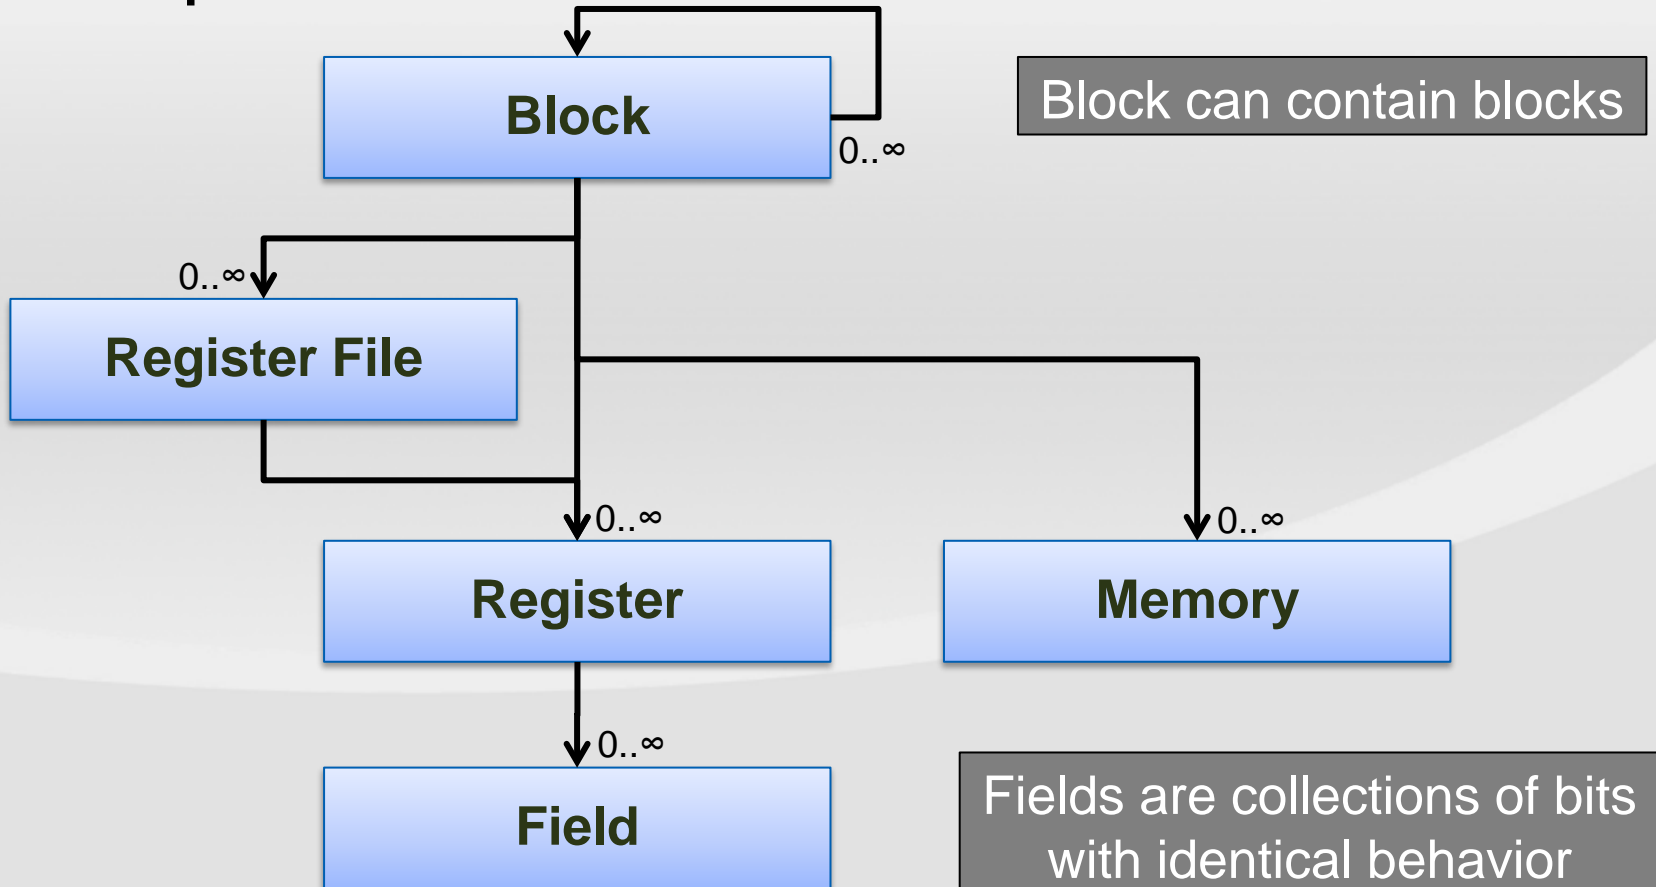 Block
Block can contain blocks
0..∞
0..∞
Register File
0..∞
0..∞
Register
Memory
0..∞
Field
Fields are collections of bits
with identical behavior